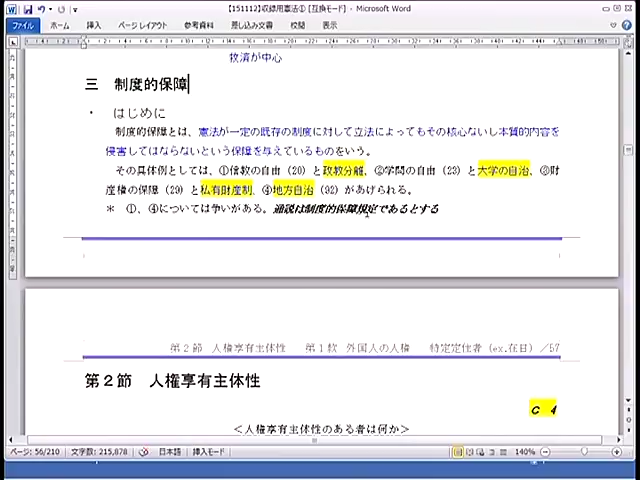 【151112】収録用憲法① [互換モード] - Microsoft Word
ファイル ホーム 挿入 ページ レイアウト 参考資料 差し込み文書 校閲 表示
救済が中心
三 制度的保障
・ はじめに
制度的保障とは、憲法が一定の既存の制度に対して立法によってもその核心ないし本質的内容を
侵害してはならないという保障を与えているものをいう。
その具体例としては、①信教の自由（20）と政教分離、②学問の自由（23）と大学の自治、③財
産権の保障（29）と私有財産制、④地方自治（92）があげられる。
＊ ①、④については争いがある。通説は制度的保障規定であるとする
第２節 人権享有主体性 第１款 外国人の人権 特定定住者（ex.在日）／57
第２節 人権享有主体性
C 4
＜人権享有主体性のある者は何か＞
ページ: 56/210 文字数: 215,878 日本語 挿入モード 140%